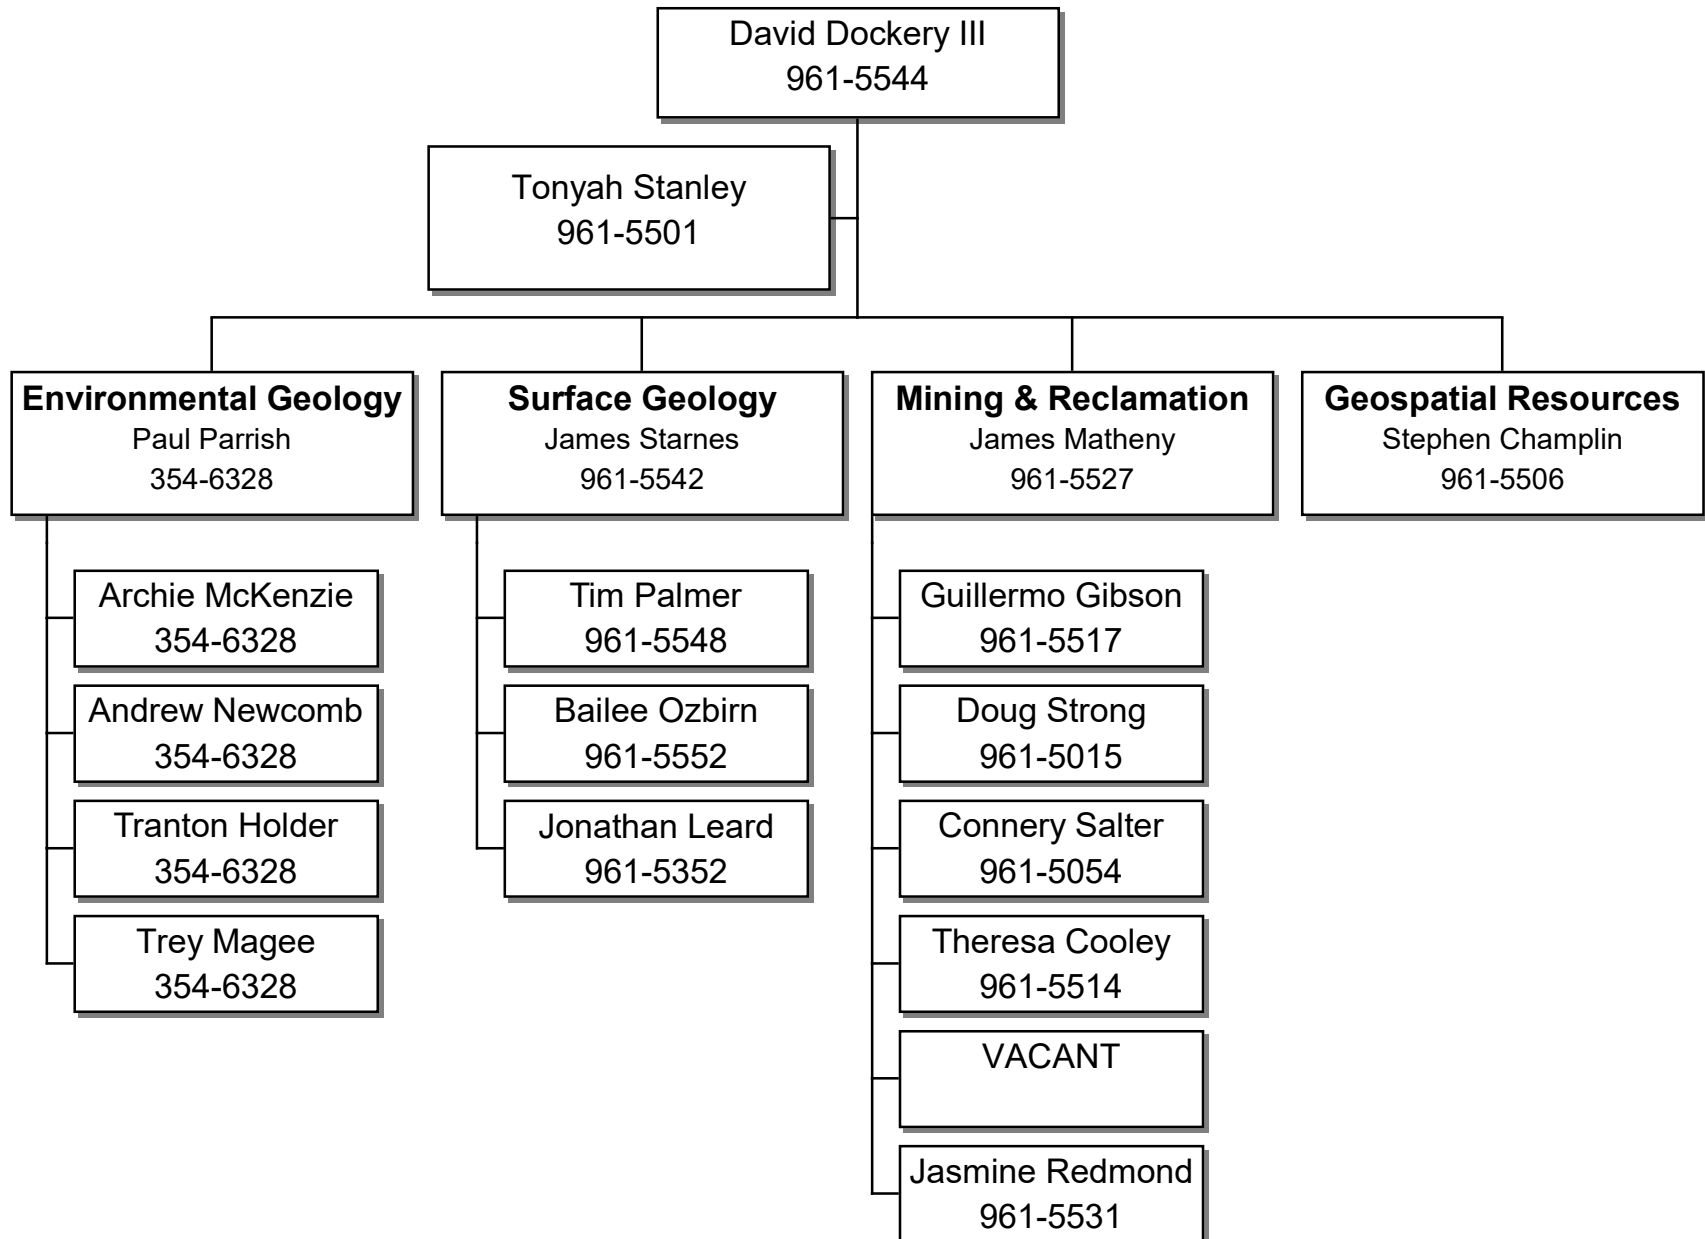 David Dockery III
961-5544
Tonyah Stanley
961-5501
Environmental Geology
Paul Parrish
354-6328
Surface Geology
James Starnes
961-5542
Mining & Reclamation
James Matheny
961-5527
Geospatial Resources
Stephen Champlin
961-5506
Archie McKenzie
354-6328
Andrew Newcomb
354-6328
Tranton Holder
354-6328
Trey Magee
354-6328
Tim Palmer
961-5548
Bailee Ozbirn
961-5552
Jonathan Leard
961-5352
Guillermo Gibson
961-5517
Doug Strong
961-5015
Connery Salter
961-5054
Theresa Cooley
961-5514
VACANT
Jasmine Redmond
961-5531